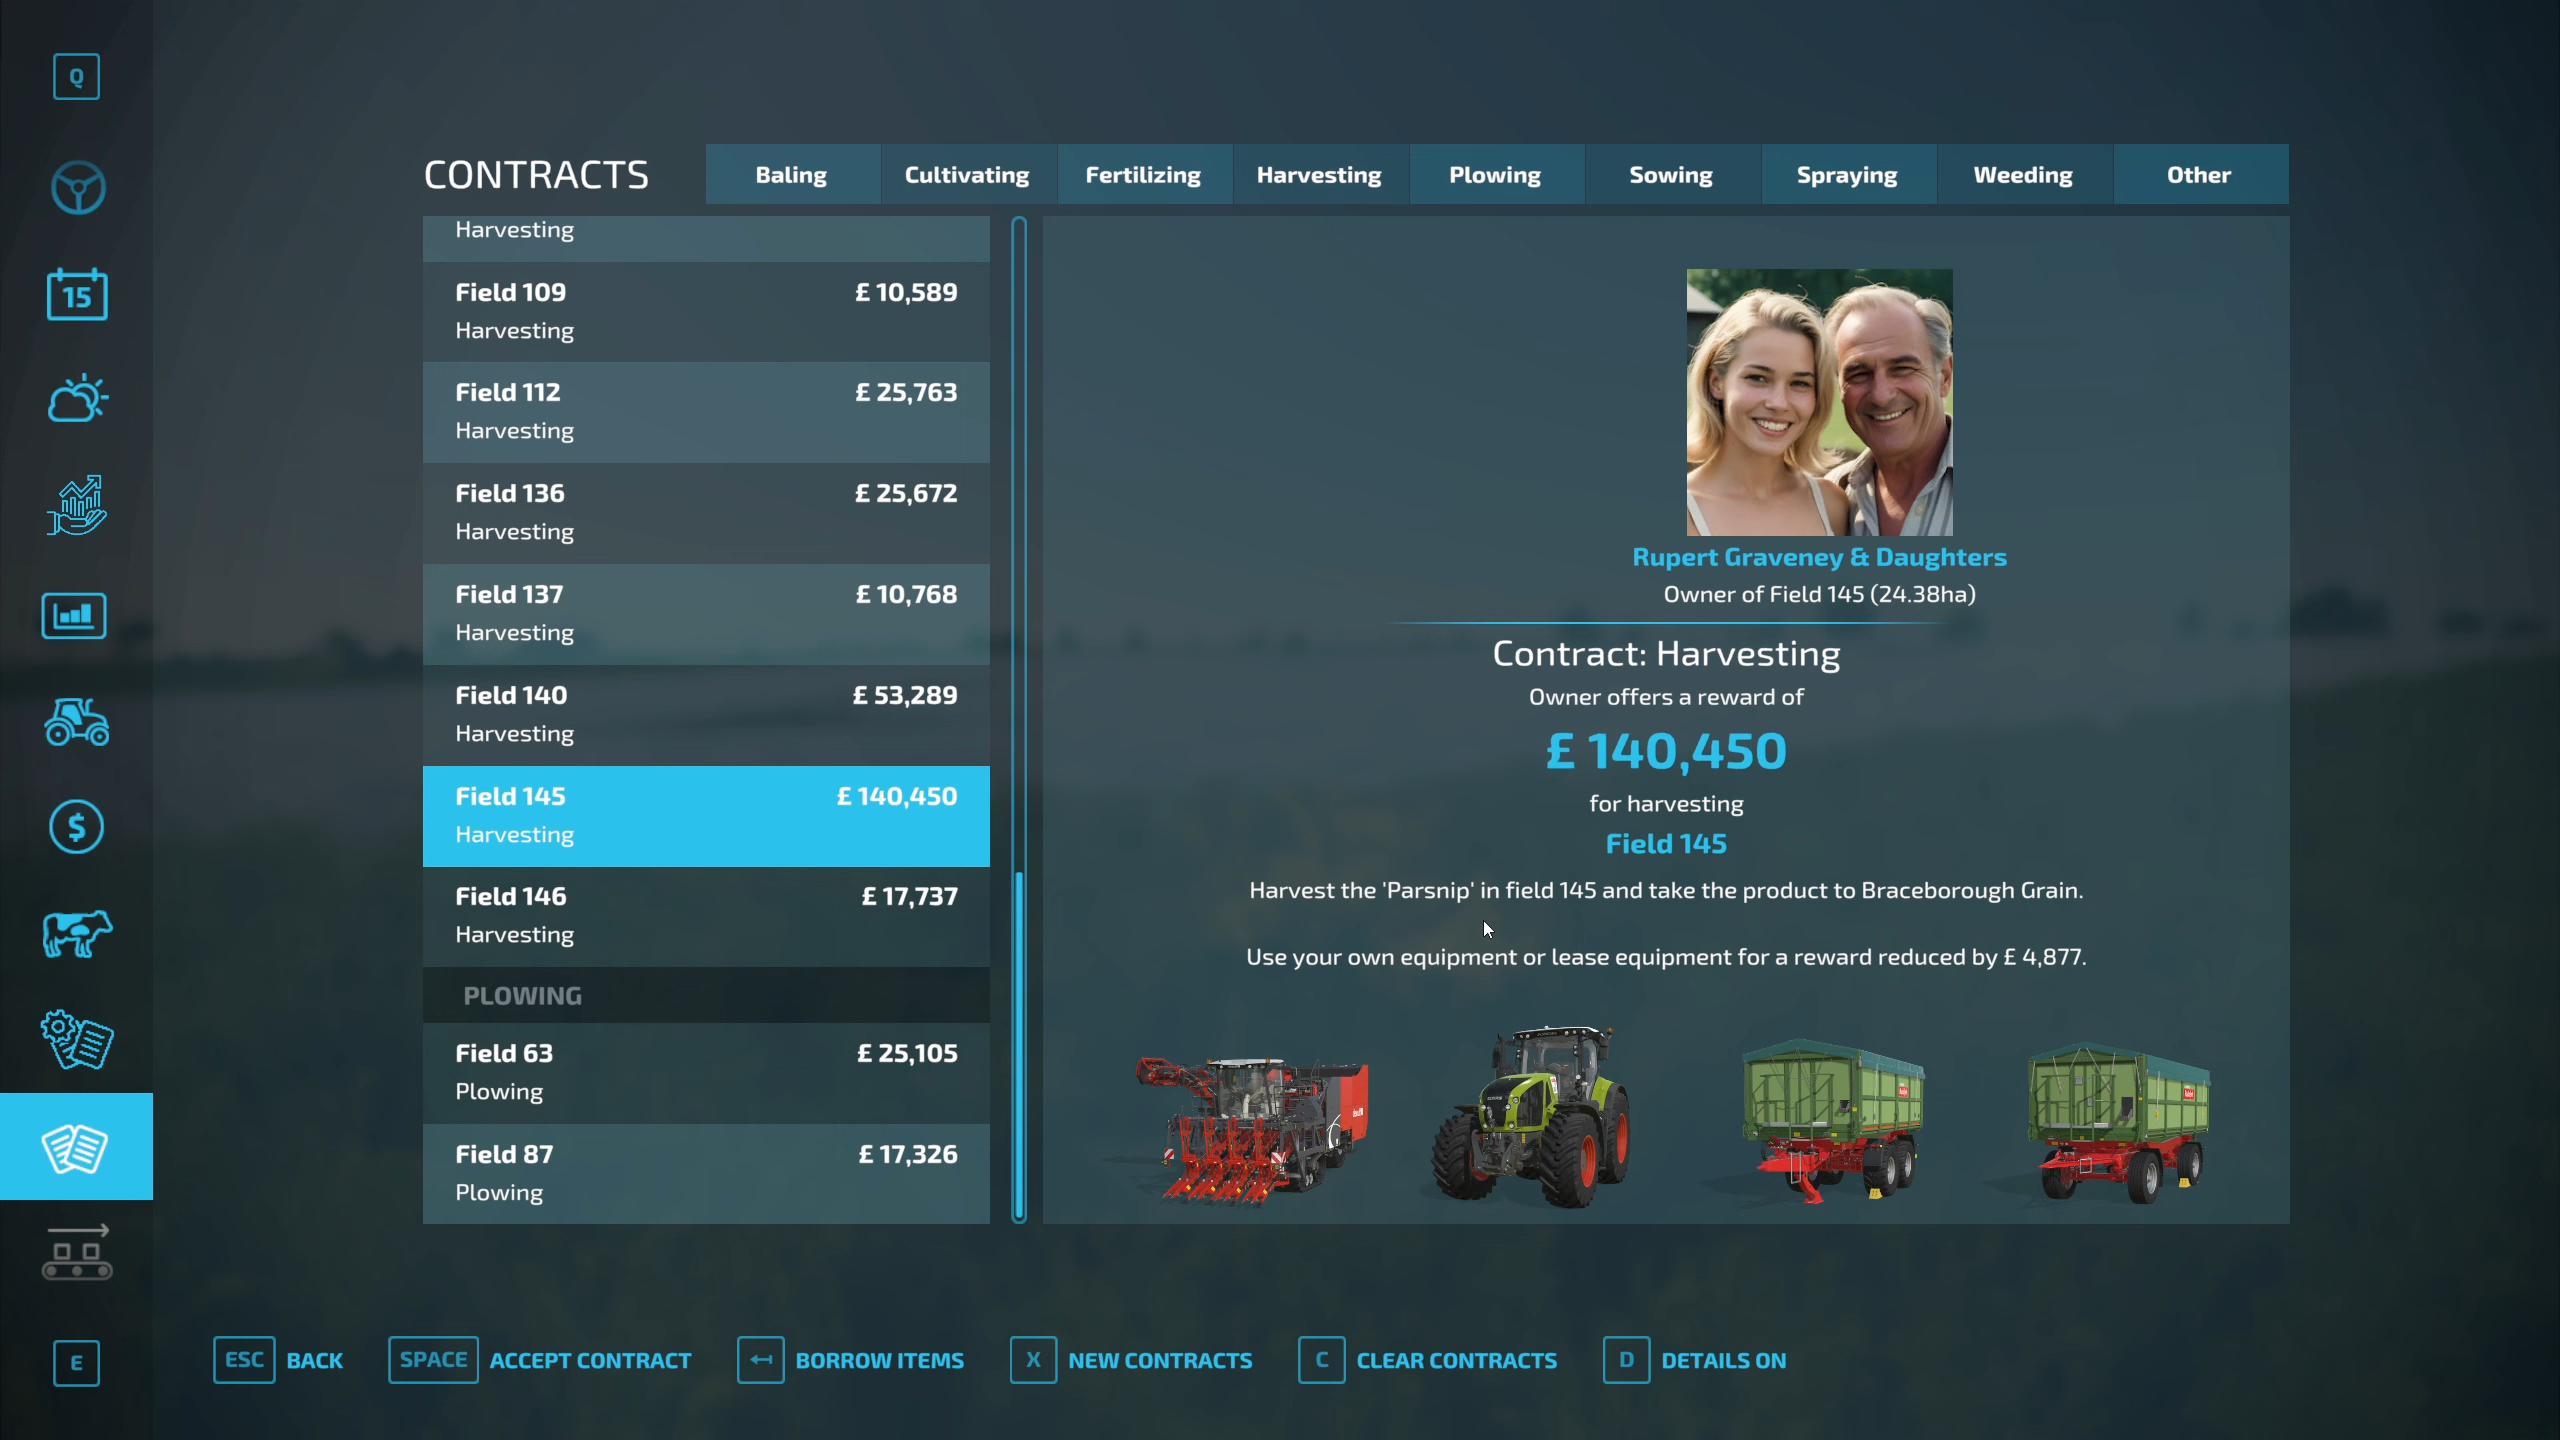 Q
15
E
CONTRACTS
Baling
Cultivating
Fertilizing
Harvesting
Plowing
Sowing
Spraying
Weeding
Other
Harvesting
Field 109 £ 10,589
Harvesting
Field 112 £ 25,763
Harvesting
Field 136 £ 25,672
Harvesting
Field 137 £ 10,768
Harvesting
Field 140 £ 53,289
Harvesting
Field 145 £ 140,450
Harvesting
Field 146 £ 17,737
Harvesting
PLOWING
Field 63 £ 25,105
Plowing
Field 87 £ 17,326
Plowing
Rupert Graveney & Daughters
Owner of Field 145 (24.38ha)
Contract: Harvesting
Owner offers a reward of
£ 140,450
for harvesting
Field 145
Harvest the 'Parsnip' in field 145 and take the product to Braceborough Grain.
Use your own equipment or lease equipment for a reward reduced by £ 4,877.
ESC BACK
SPACE ACCEPT CONTRACT
BORROW ITEMS
X NEW CONTRACTS
C CLEAR CONTRACTS
D DETAILS ON